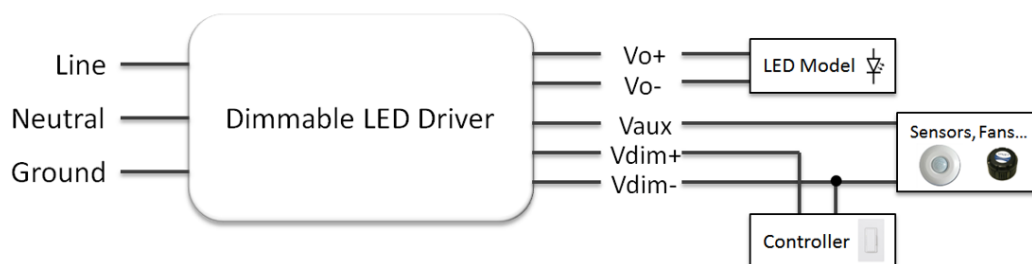 Line
Neutral
Ground
Dimmable LED Driver
Vo+
Vo-
Vaux
Vdim+
Vdim-
LED Model
Sensors, Fans...
Controller